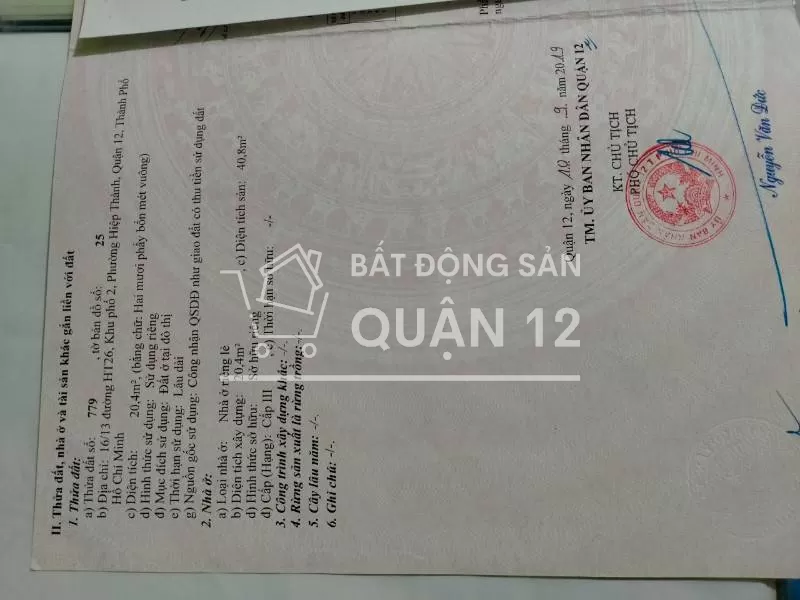 II. Thửa đất, nhà ở và tài sản khác gắn liền với đất
1. Thửa đất:
a) Thửa đất số: 779 , tờ bản đồ số: 25
b) Địa chỉ: 16/13 đường H126, Khu phố 2, Phường Hiệp Thành, Quận 12, Thành Phố
Hồ Chí Minh
c) Diện tích: 20,4m², (bằng chữ: Hai mươi phẩy bốn mét vuông)
d) Hình thức sử dụng: Sử dụng riêng
đ) Mục đích sử dụng: Đất ở tại đô thị
e) Thời hạn sử dụng: Lâu dài
g) Nguồn gốc sử dụng: Công nhận QSDĐ như giao đất có thu tiền sử dụng đất
2. Nhà ở:
a) Loại nhà ở: Nhà ở riêng lẻ
b) Diện tích xây dựng: 20,4m² , c) Diện tích sàn: 40,8m²
d) Hình thức sở hữu: Sở hữu riêng
đ) Cấp (Hạng): Cấp III , e) Thời hạn sở hữu: -/-
3. Công trình xây dựng khác: -/-.
4. Rừng sản xuất là rừng trồng: -/-.
5. Cây lâu năm: -/-.
6. Ghi chú: -/-.
Quận 12, ngày 10 tháng 9 năm 2019
TM. ỦY BAN NHÂN DÂN QUẬN 12
KT. CHỦ TỊCH
PHÓ CHỦ TỊCH
Nguyễn Văn Đức
BẤT ĐỘNG SẢN
QUẬN 12